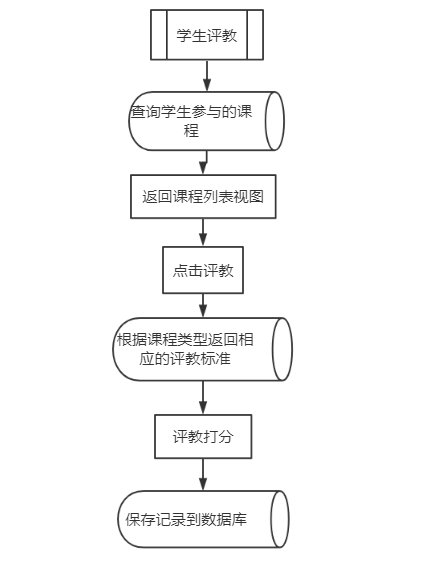 学生评教
查询学生参与的课
程
返回课程列表视图
点击评教
根据课程类型返回相
应的评教标准
评教打分
保存记录到数据库